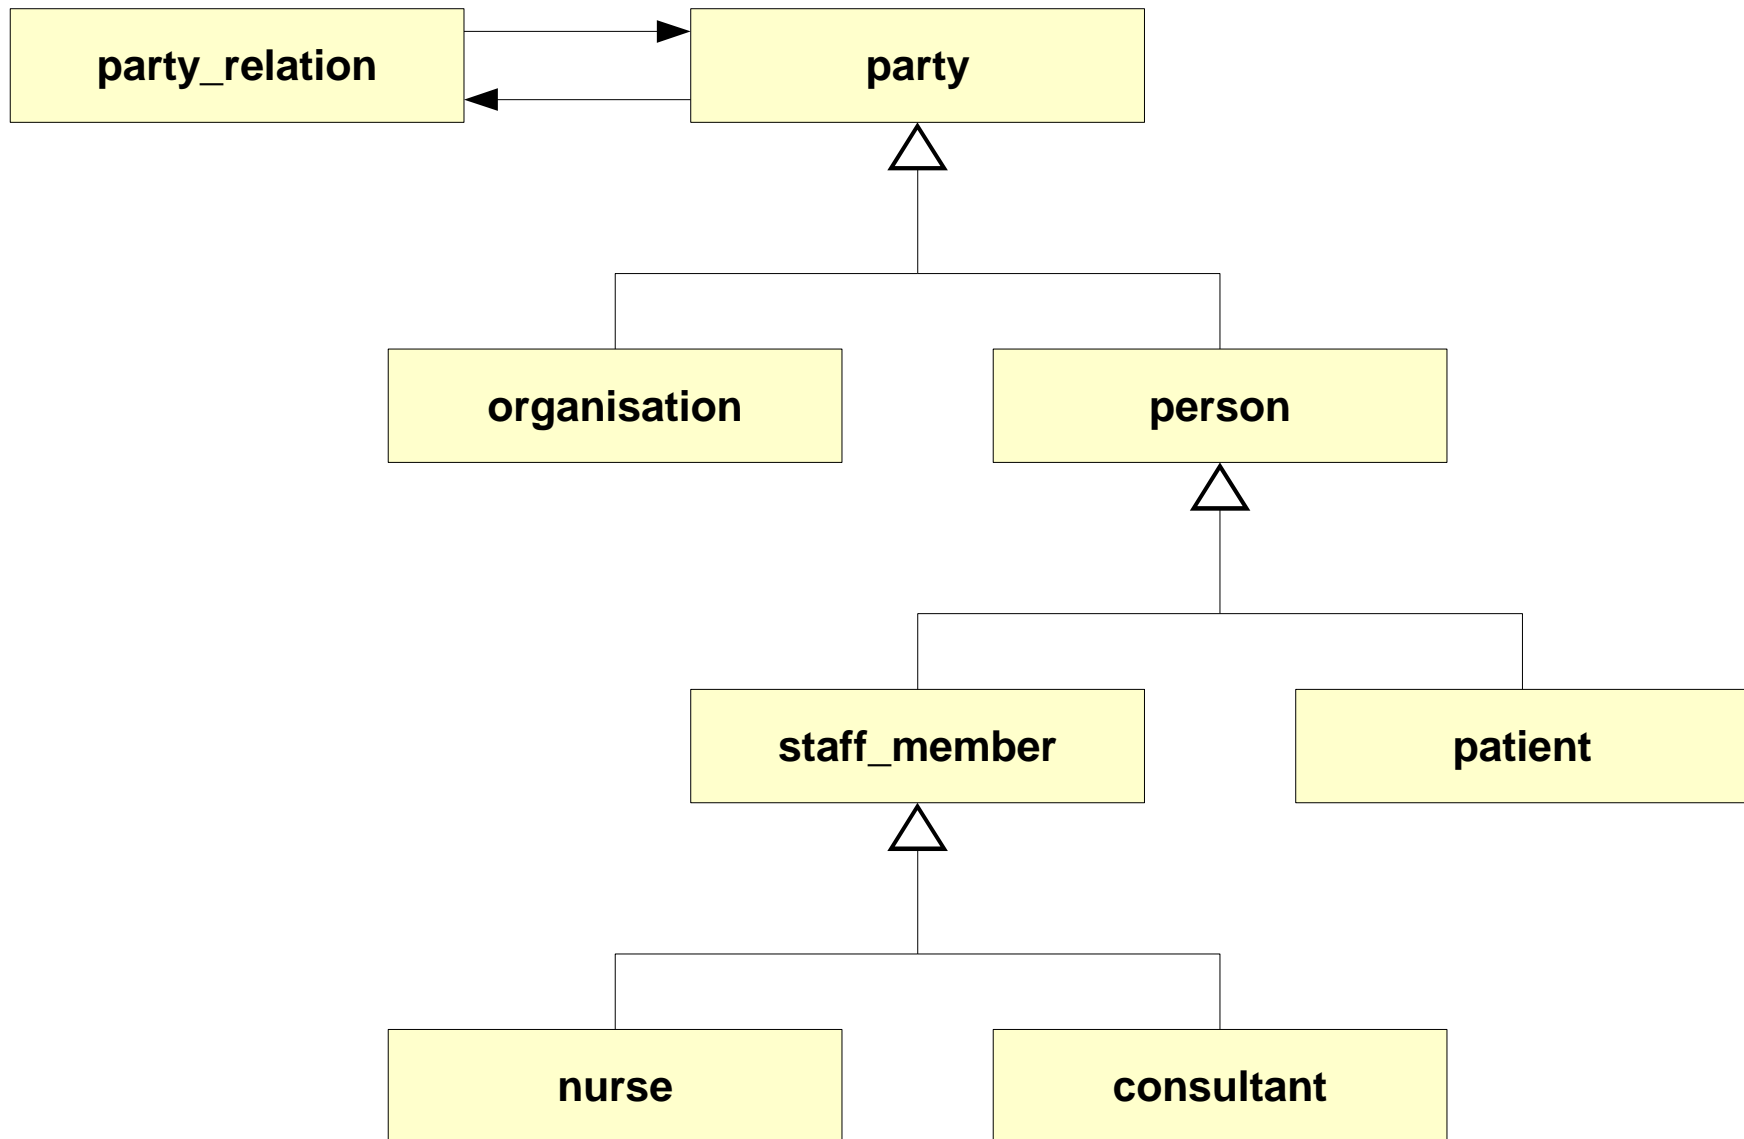 party_relation
party
organisation
person
staff_member
patient
nurse
consultant